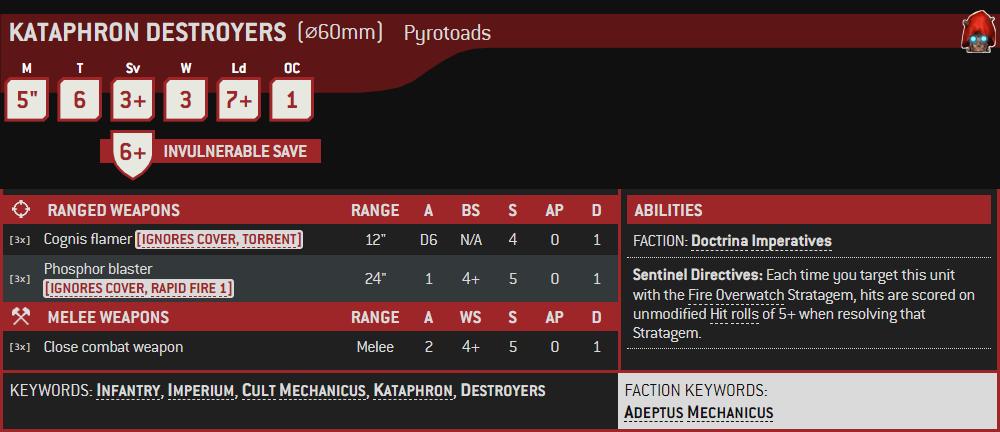 KATAPHRON DESTROYERS (⌀60mm) Pyrotoads
M T Sv W Ld OC
5" 6 3+ 3 7+ 1
6+ INVULNERABLE SAVE
RANGED WEAPONS RANGE A BS S AP D
[3x] Cognis flamer [IGNORES COVER, TORRENT] 12" D6 N/A 4 0 1
[3x] Phosphor blaster 24" 1 4+ 5 0 1
[IGNORES COVER, RAPID FIRE 1]
MELEE WEAPONS RANGE A WS S AP D
[3x] Close combat weapon Melee 2 4+ 5 0 1
ABILITIES
FACTION: Doctrina Imperatives
Sentinel Directives: Each time you target this unit
with the Fire Overwatch Stratagem, hits are scored on
unmodified Hit rolls of 5+ when resolving that
Stratagem.
KEYWORDS: INFANTRY, IMPERIUM, CULT MECHANICUS, KATAPHRON, DESTROYERS
FACTION KEYWORDS:
ADEPTUS MECHANICUS